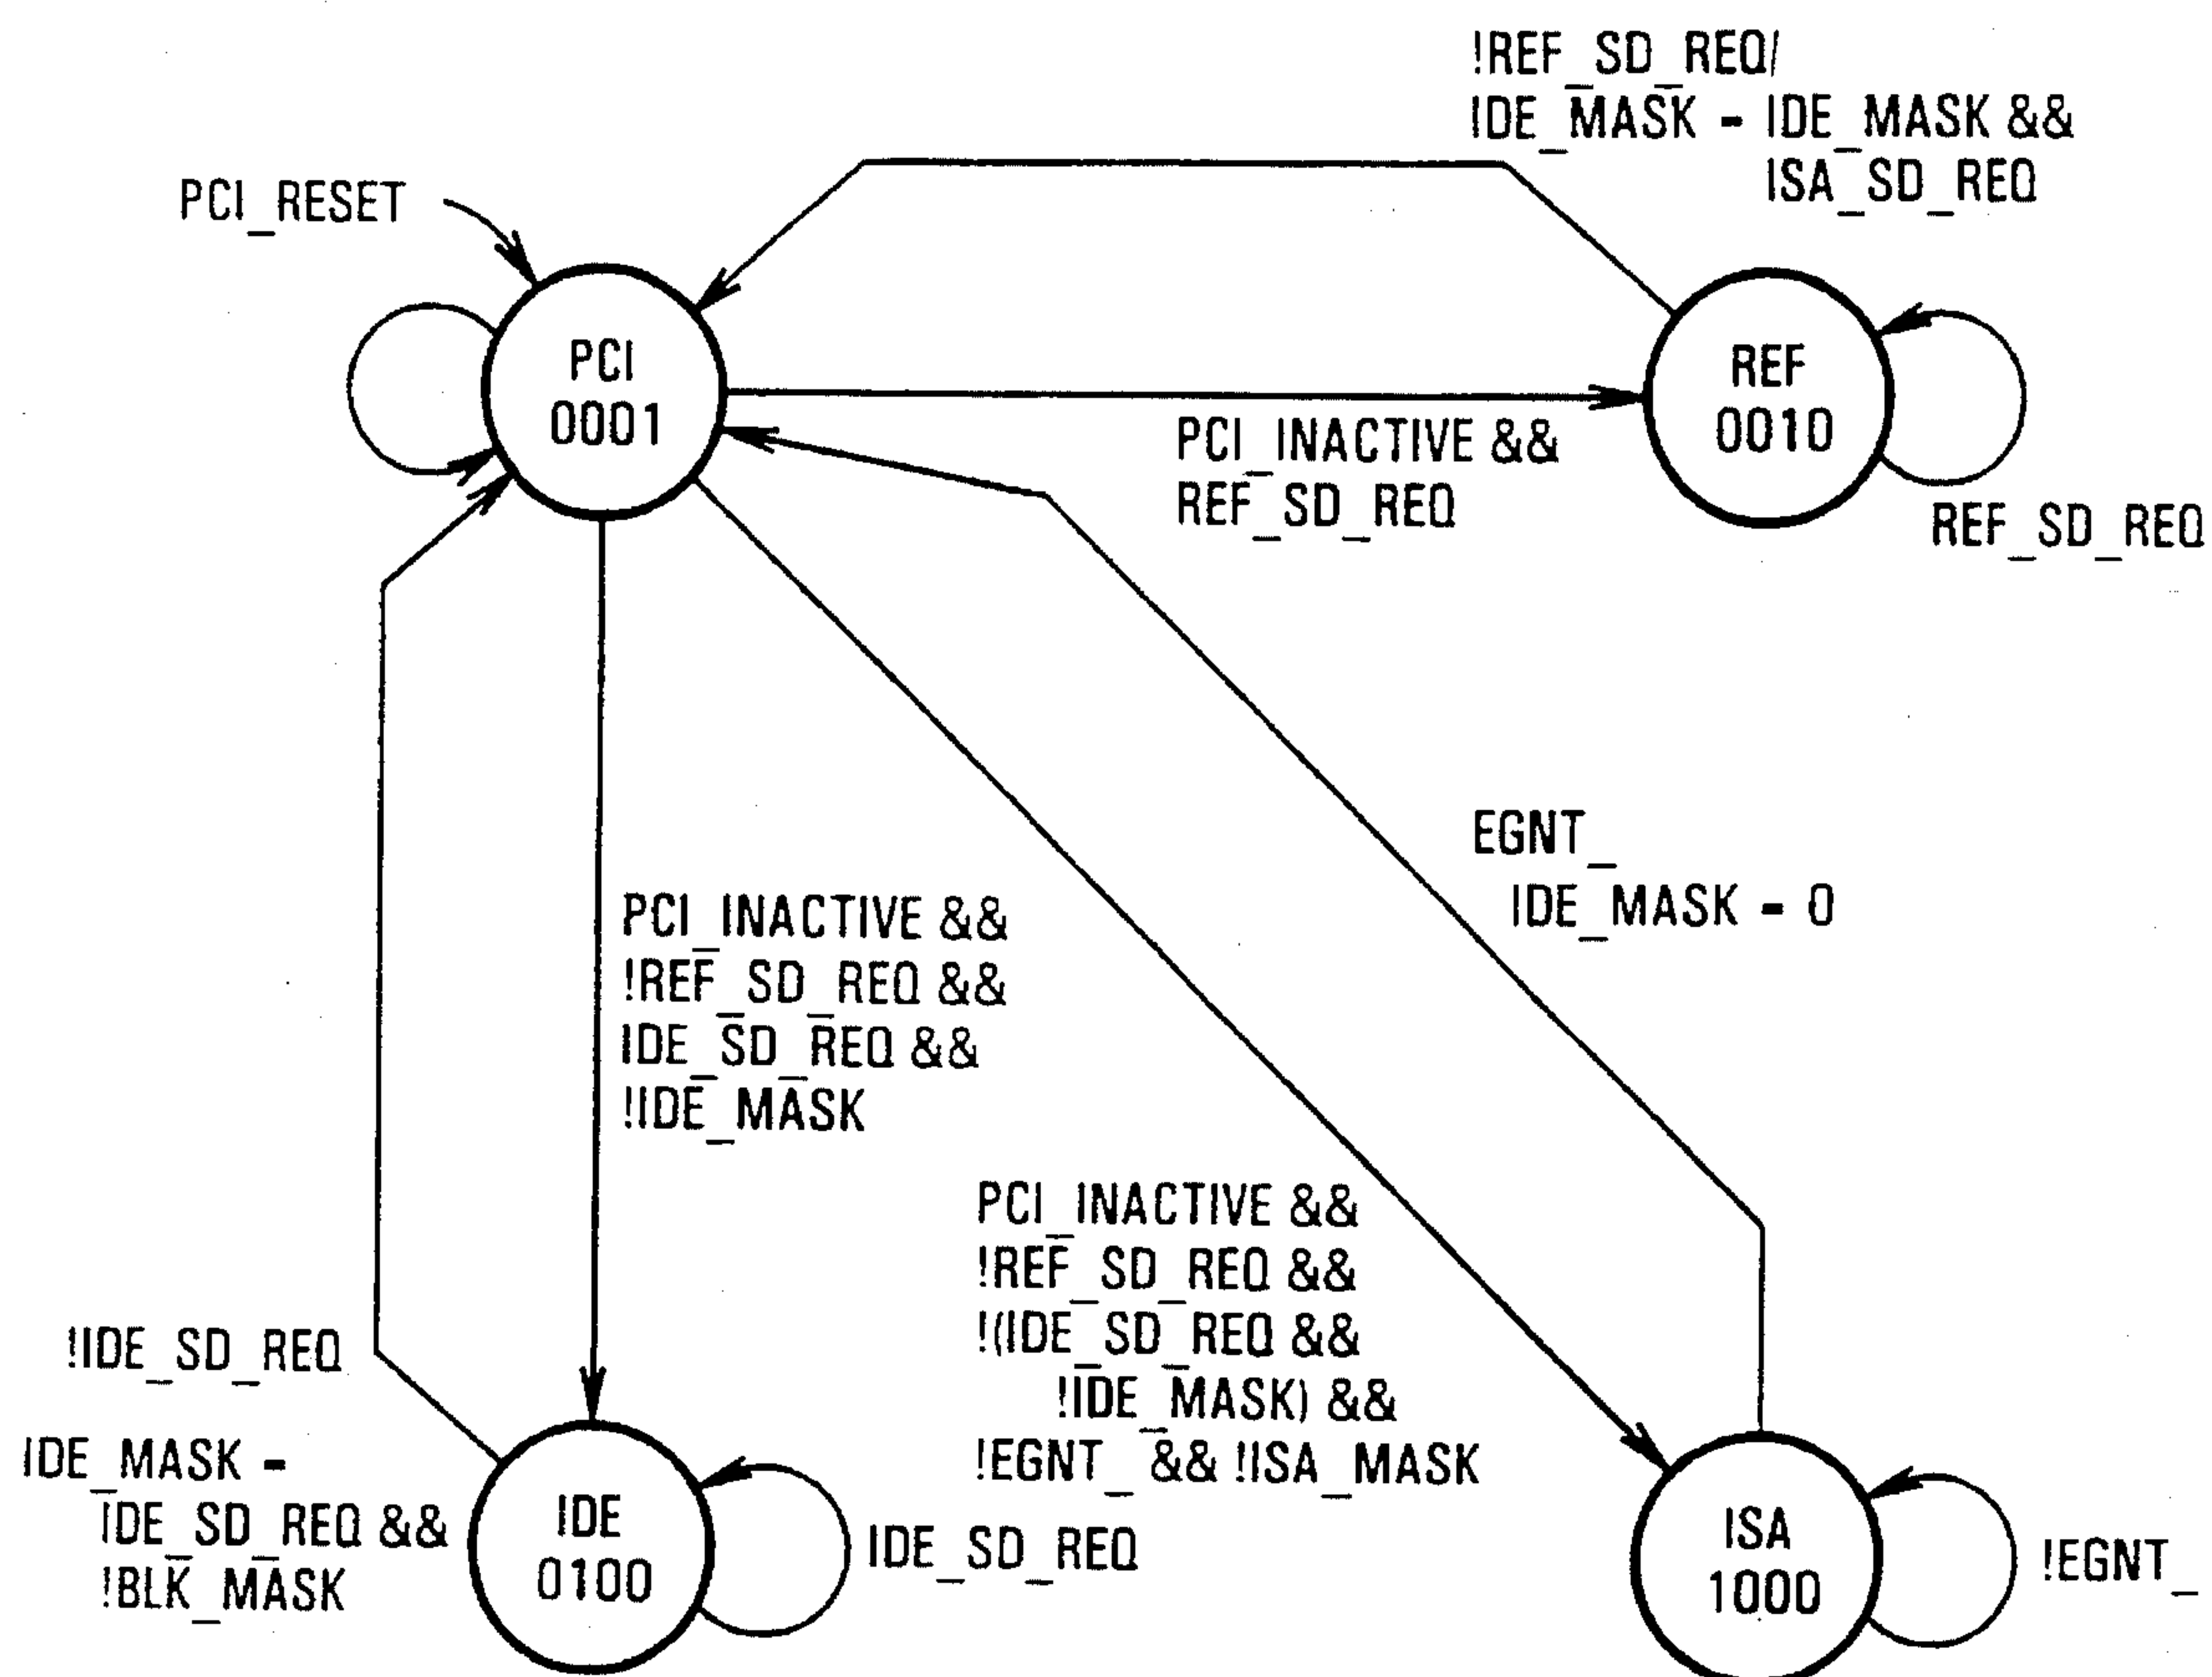 !REF_SD_REQ/
IDE_MASK - IDE_MASK &&
ISA_SD_REQ
PCI_RESET
PCI
0001
REF
0010
PCI_INACTIVE &&
REF_SD_REQ
REF_SD_REQ
EGNT_
IDE_MASK - 0
PCI_INACTIVE &&
!REF_SD_REQ &&
IDE_SD_REQ &&
!IDE_MASK
PCI_INACTIVE &&
!REF_SD_REQ &&
!(IDE_SD_REQ &&
!IDE_MASK) &&
!EGNT_ && !ISA_MASK
!IDE_SD_REQ
IDE_MASK -
IDE_SD_REQ &&
!BLK_MASK
IDE
0100
IDE_SD_REQ
ISA
1000
!EGNT_